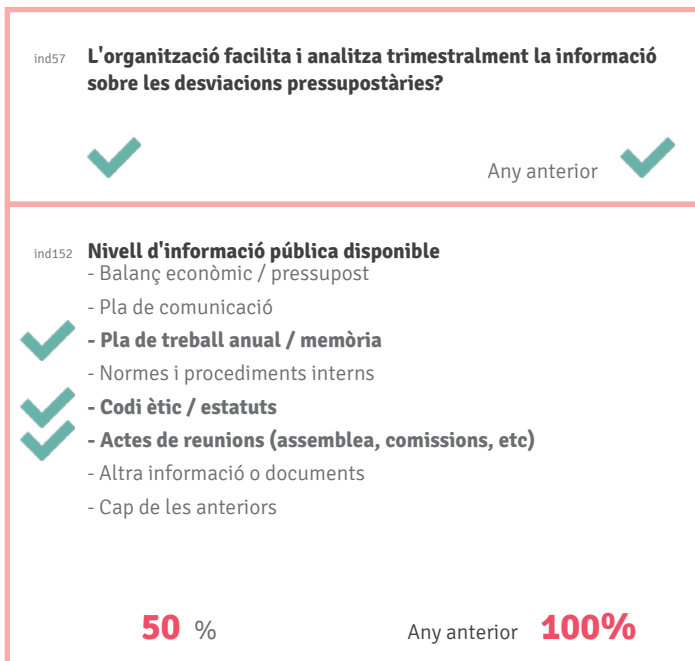 ind57 L'organització facilita i analitza trimestralment la informació
sobre les desviacions pressupostàries?
Any anterior
ind152 Nivell d'informació pública disponible
- Balanç econòmic / pressupost
- Pla de comunicació
- Pla de treball anual / memòria
- Normes i procediments interns
- Codi ètic / estatuts
- Actes de reunions (assemblea, comissions, etc)
- Altra informació o documents
- Cap de les anteriors
50 % Any anterior 100%